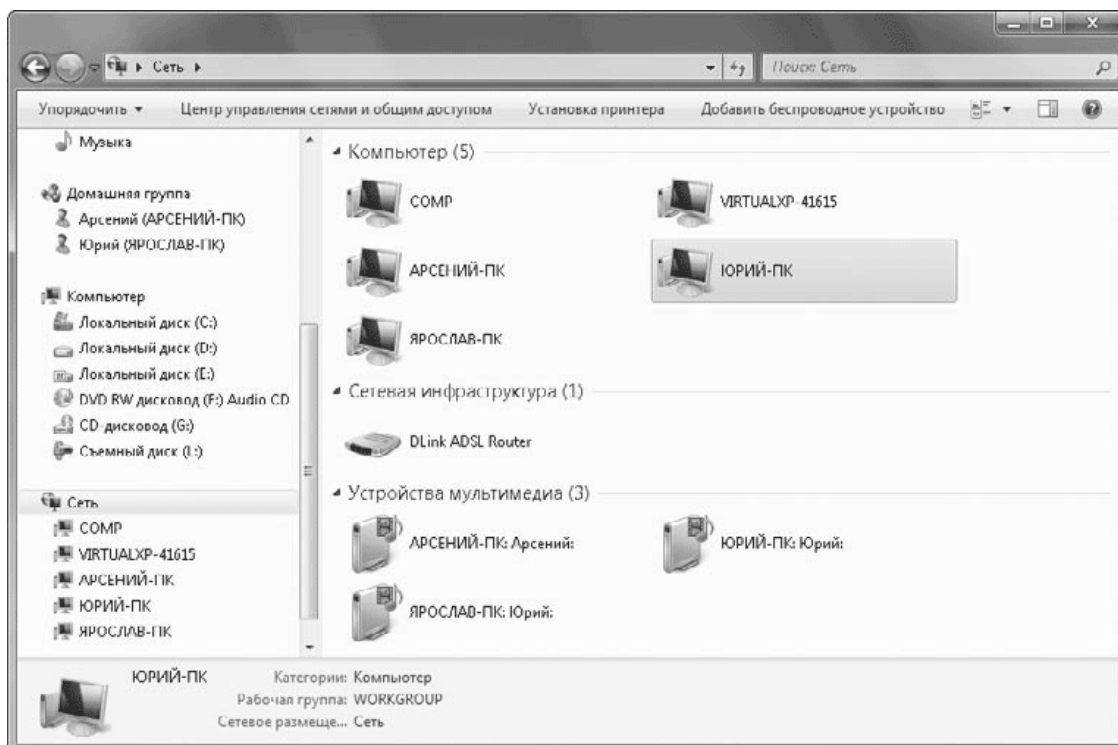 Сеть
Поиск: Сеть
Упорядочить Центр управления сетями и общим доступом Установка принтера Добавить беспроводное устройство
Музыка
Домашняя группа
Арсений (АРСЕНИЙ-ПК)
Юрий (ЯРОСЛАВ-ПК)
Компьютер
Локальный диск (C:)
Локальный диск (D:)
Локальный диск (E:)
DVD RW дисковод (F:) Audio CD
CD-дисковод (G:)
Съемный диск (L:)
Сеть
COMP
VIRTUALXP-41615
АРСЕНИЙ-ПК
ЮРИЙ-ПК
ЯРОСЛАВ-ПК
Компьютер (5)
COMP VIRTUALXP-41615
АРСЕНИЙ-ПК ЮРИЙ-ПК
ЯРОСЛАВ-ПК
Сетевая инфраструктура (1)
DLink ADSL Router
Устройства мультимедиа (3)
АРСЕНИЙ-ПК: Арсений: ЮРИЙ-ПК: Юрий:
ЯРОСЛАВ-ПК: Юрий:
ЮРИЙ-ПК Категории: Компьютер
Рабочая группа: WORKGROUP
Сетевое размеще... Сеть